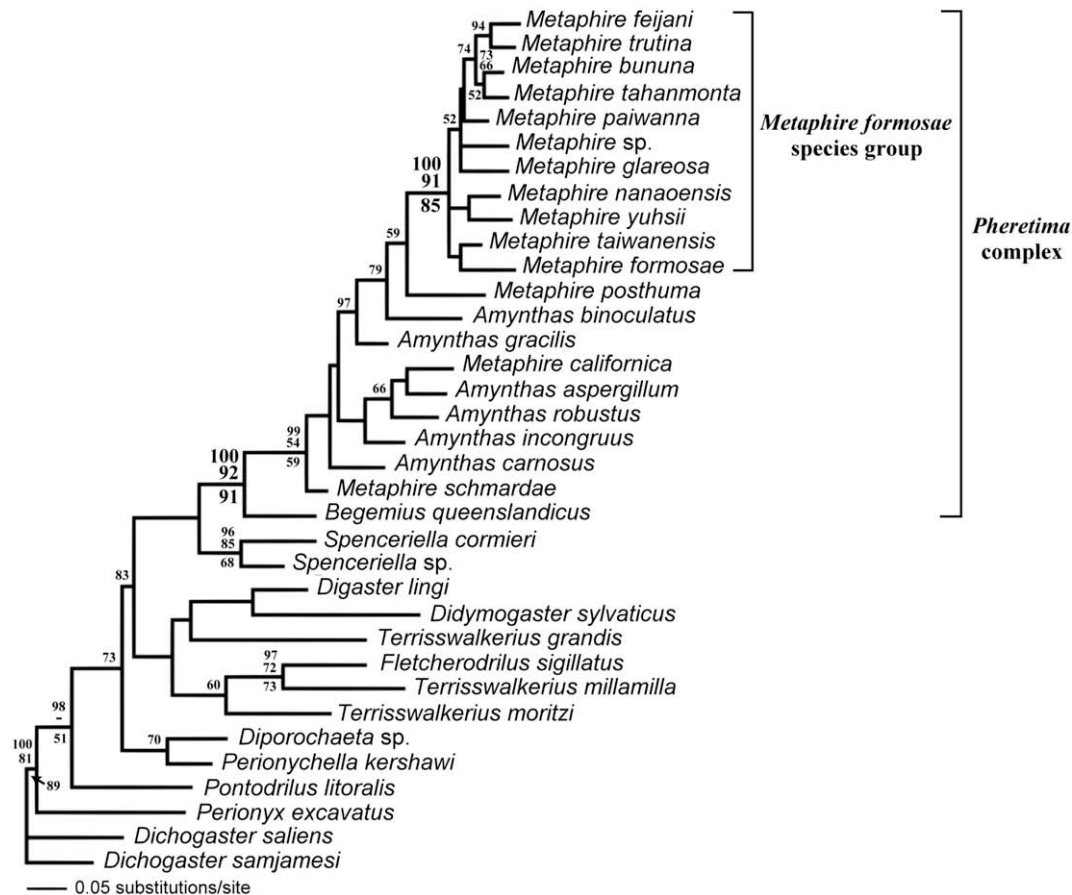 94
Metaphire feijani
74
Metaphire trutina
73
66
Metaphire bununa
52
Metaphire tahanmonta
52
Metaphire paiwanna
Metaphire sp.
Metaphire glareosa
Metaphire formosae
species group
100
91
85
Metaphire nanaoensis
Metaphire yuhsii
Metaphire taiwanensis
Metaphire formosae
Pheretima
complex
59
79
Metaphire posthuma
Amynthas binoculatus
97
Amynthas gracilis
Metaphire californica
66
Amynthas aspergillum
Amynthas robustus
Amynthas incongruus
99
54
59
Amynthas carnosus
Metaphire schmardae
100
92
91
Begemius queenslandicus
96
85
68
Spenceriella cormieri
Spenceriella sp.
83
Digaster lingi
Didymogaster sylvaticus
Terrisswalkerius grandis
97
72
73
Fletcherodrilus sigillatus
60
Terrisswalkerius millamilla
Terrisswalkerius moritzi
73
70
Diporochaeta sp.
Perionychella kershawi
98
-
51
Pontodrilus litoralis
100
81
89
Perionyx excavatus
Dichogaster saliens
Dichogaster samjamesi
0.05 substitutions/site